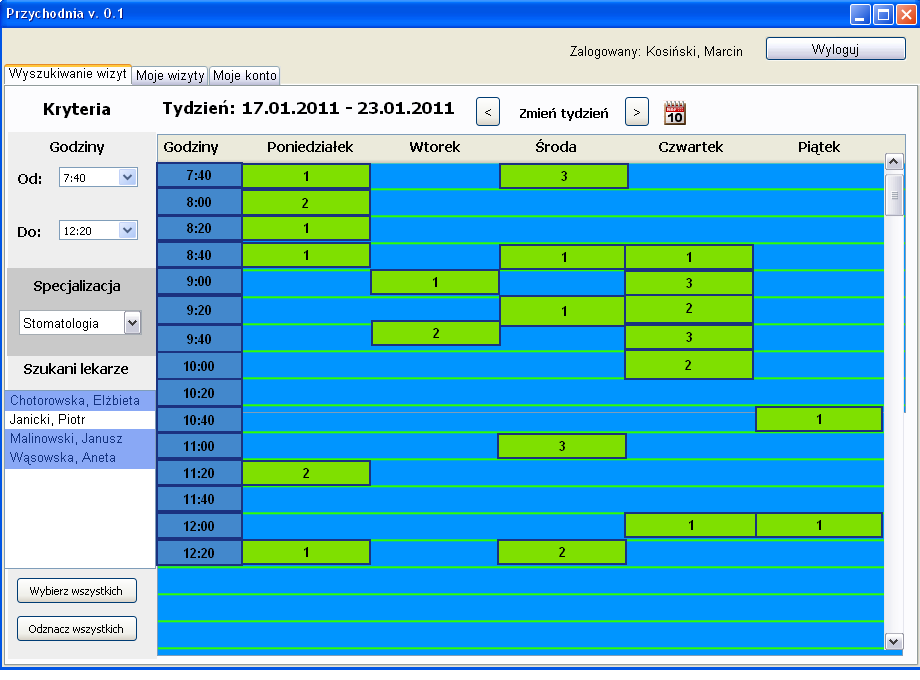 Przychodnia v. 0.1
Zalogowany: Kosiński, Marcin Wyloguj
Wyszukiwanie wizyt Moje wizyty Moje konto
Kryteria Tydzień: 17.01.2011 - 23.01.2011 < Zmień tydzień > 10
Godziny Godziny Poniedziałek Wtorek Środa Czwartek Piątek
Od: 7:40 7:40 1 3
8:00 2
Do: 12:20 8:20 1
8:40 1 1 1
Specjalizacja 9:00 1 3
Stomatologia 9:20 1 2
9:40 2 3
Szukani lekarze 10:00 2
Chotorowska, Elżbieta 10:20
Janicki, Piotr 10:40 1
Malinowski, Janusz 11:00 3
Wąsowska, Aneta 11:20 2
11:40
12:00 1 1
12:20 1 2
Wybierz wszystkich
Odznacz wszystkich